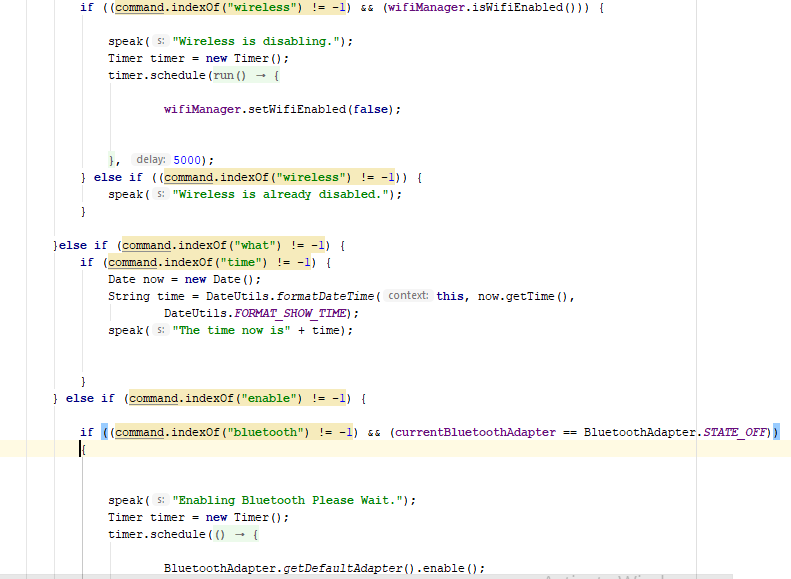 if ((command.indexOf("wireless") != -1) && (wifiManager.isWifiEnabled())) {
speak( s: "Wireless is disabling.");
Timer timer = new Timer();
timer.schedule(run() → {
wifiManager.setWifiEnabled(false);
}, delay: 5000);
} else if ((command.indexOf("wireless") != -1)) {
speak( s: "Wireless is already disabled.");
}
}else if (command.indexOf("what") != -1) {
if (command.indexOf("time") != -1) {
Date now = new Date();
String time = DateUtils.formatDateTime( context: this, now.getTime(),
DateUtils.FORMAT_SHOW_TIME);
speak( s: "The time now is" + time);
}
} else if (command.indexOf("enable") != -1) {
if ((command.indexOf("bluetooth") != -1) && (currentBluetoothAdapter == BluetoothAdapter.STATE_OFF))
{
speak( s: "Enabling Bluetooth Please Wait.");
Timer timer = new Timer();
timer.schedule(() → {
BluetoothAdapter.getDefaultAdapter().enable();